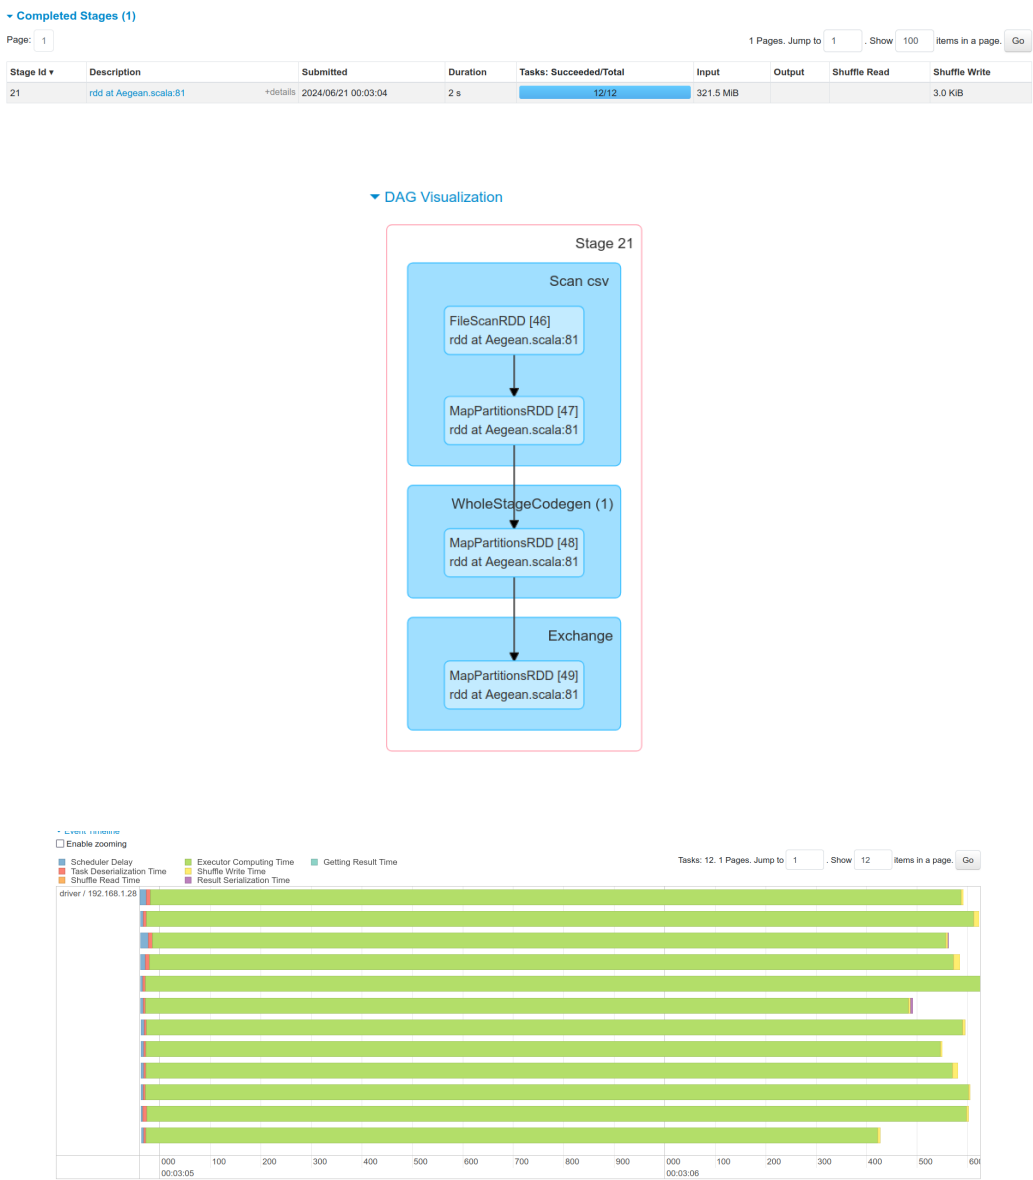 Completed Stages (1)
Page: 1
1 Pages. Jump to 1 . Show 100 items in a page. Go
Stage Id ▾ Description Submitted Duration Tasks: Succeeded/Total Input Output Shuffle Read Shuffle Write
21 rdd at Aegean.scala:81 +details 2024/06/21 00:03:04 2 s 12/12 321.5 MiB 3.0 KiB
DAG Visualization
Stage 21
Scan csv
FileScanRDD [46]
rdd at Aegean.scala:81
MapPartitionsRDD [47]
rdd at Aegean.scala:81
WholeStageCodegen (1)
MapPartitionsRDD [48]
rdd at Aegean.scala:81
Exchange
MapPartitionsRDD [49]
rdd at Aegean.scala:81
Event Timeline
Enable zooming
Scheduler Delay Executor Computing Time Getting Result Time
Task Deserialization Time Shuffle Write Time
Shuffle Read Time Result Serialization Time
Tasks: 12. 1 Pages. Jump to 1 . Show 12 items in a page. Go
driver / 192.168.1.28
000 100 200 300 400 500 600 700 800 900 000 100 200 300 400 500 600
00:03:05 00:03:06